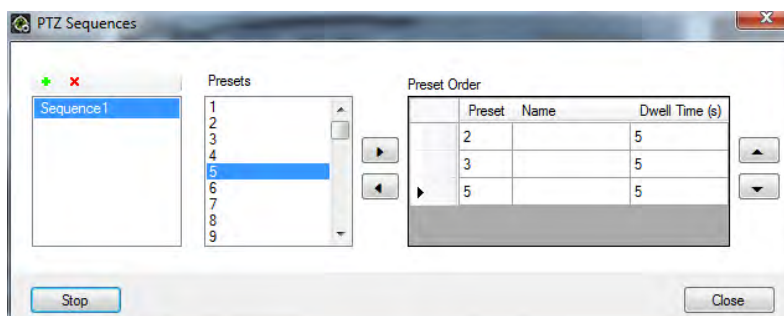 PTZ Sequences
Presets
Preset Order
Sequence1
1
2
3
4
5
6
7
8
9
Preset Name Dwell Time (s)
2 5
3 5
5 5
Stop
Close